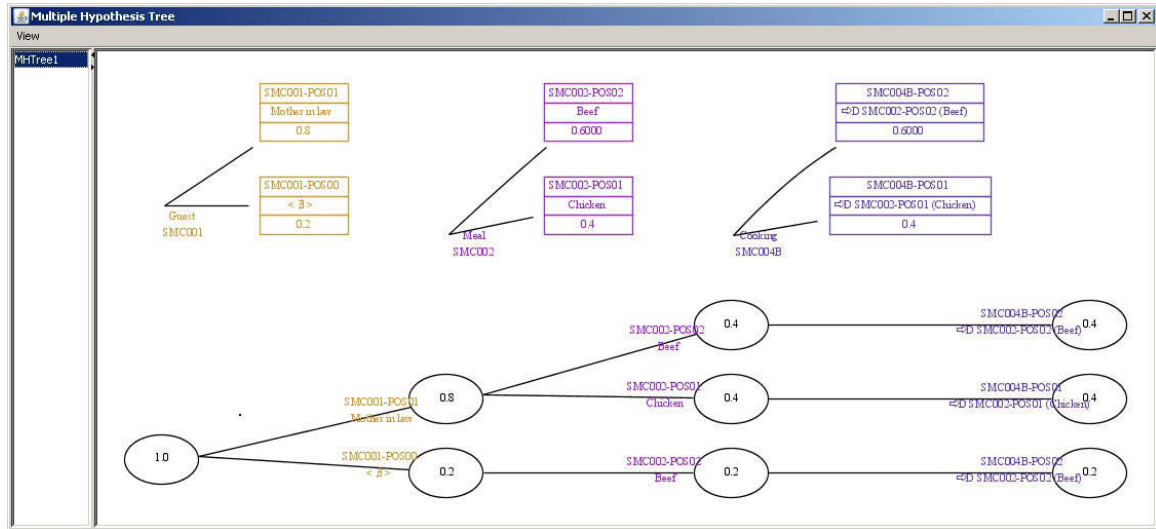 Multiple Hypothesis Tree
View
MHTree1
SMC001-POS01
Mother in law
0.8
SMC001-POS00
< ∄ >
0.2
Guest
SMC001
SMC002-POS02
Beef
0.6000
SMC002-POS01
Chicken
0.4
Meal
SMC002
SMC004B-POS02
⇨D SMC002-POS02 (Beef)
0.6000
SMC004B-POS01
⇨D SMC002-POS01 (Chicken)
0.4
Cooking
SMC004B
1.0
SMC001-POS01
Mother in law
0.8
SMC001-POS00
< ∄ >
0.2
SMC002-POS02
Beef
0.4
SMC002-POS01
Chicken
0.4
SMC002-POS02
Beef
0.2
SMC004B-POS02
⇨D SMC002-POS02 (Beef)
0.4
SMC004B-POS01
⇨D SMC002-POS01 (Chicken)
0.4
SMC004B-POS02
⇨D SMC002-POS02 (Beef)
0.2